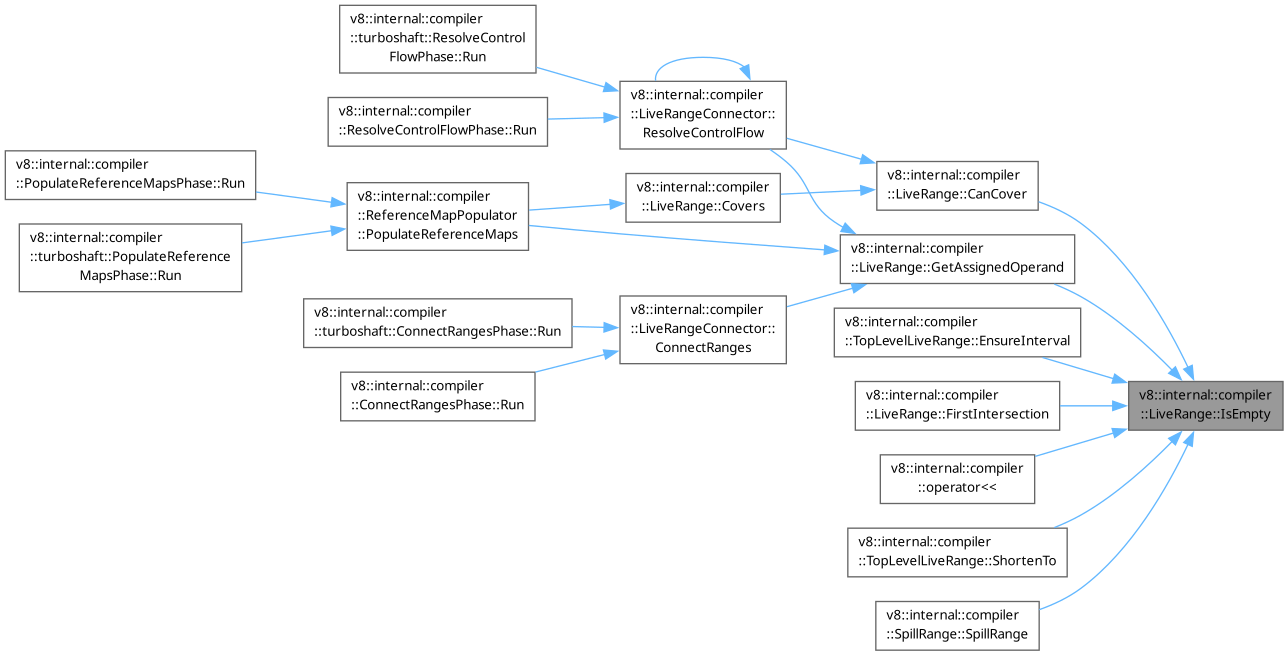 v8::internal::compiler
::turboshaft::ResolveControl
FlowPhase::Run
v8::internal::compiler
::ResolveControlFlowPhase::Run
v8::internal::compiler
::PopulateReferenceMapsPhase::Run
v8::internal::compiler
::turboshaft::PopulateReference
MapsPhase::Run
v8::internal::compiler
::ReferenceMapPopulator
::PopulateReferenceMaps
v8::internal::compiler
::turboshaft::ConnectRangesPhase::Run
v8::internal::compiler
::ConnectRangesPhase::Run
v8::internal::compiler
::LiveRangeConnector::
ResolveControlFlow
v8::internal::compiler
::LiveRange::Covers
v8::internal::compiler
::LiveRangeConnector::
ConnectRanges
v8::internal::compiler
::LiveRange::CanCover
v8::internal::compiler
::LiveRange::GetAssignedOperand
v8::internal::compiler
::TopLevelLiveRange::EnsureInterval
v8::internal::compiler
::LiveRange::FirstIntersection
v8::internal::compiler
::operator<<
v8::internal::compiler
::TopLevelLiveRange::ShortenTo
v8::internal::compiler
::SpillRange::SpillRange
v8::internal::compiler
::LiveRange::IsEmpty